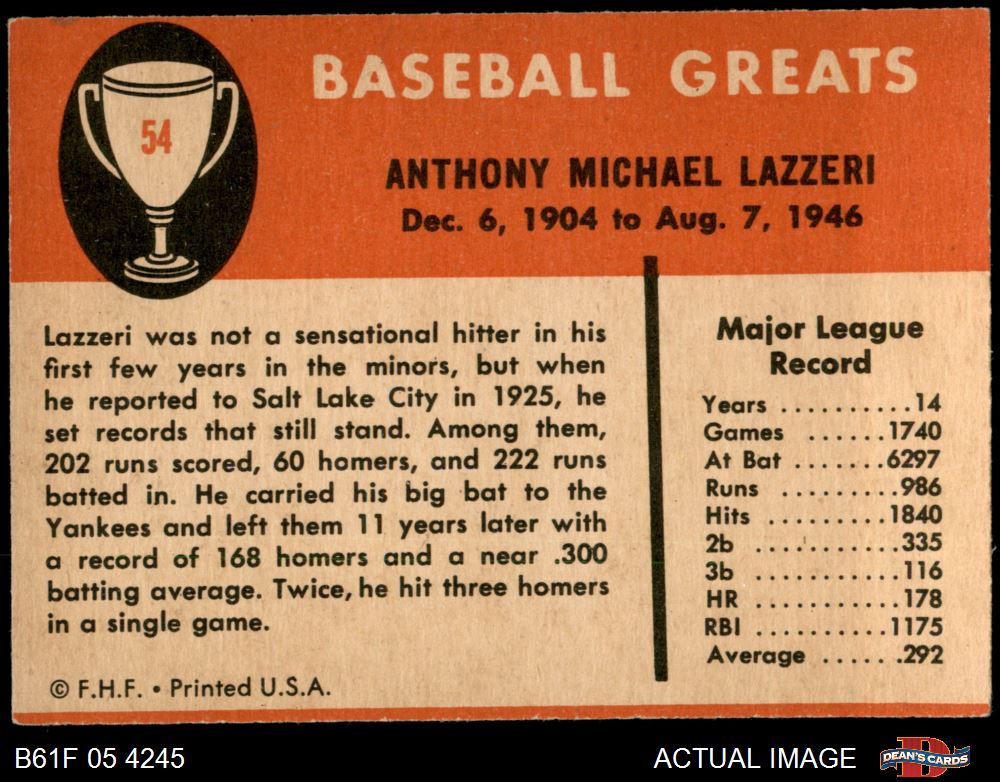 54
BASEBALL GREATS
ANTHONY MICHAEL LAZZERI
Dec. 6, 1904 to Aug. 7, 1946
Lazzeri was not a sensational hitter in his
first few years in the minors, but when
he reported to Salt Lake City in 1925, he
set records that still stand. Among them,
202 runs scored, 60 homers, and 222 runs
batted in. He carried his big bat to the
Yankees and left them 11 years later with
a record of 168 homers and a near .300
batting average. Twice, he hit three homers
in a single game.
© F.H.F. • Printed U.S.A.
Major League
Record
Years ..........14
Games ......1740
At Bat .......6297
Runs .........986
Hits .........1840
2b ...........335
3b ...........116
HR ...........178
RBI ..........1175
Average ......292
B61F 05 4245
ACTUAL IMAGE
D
DEAN'S CARDS